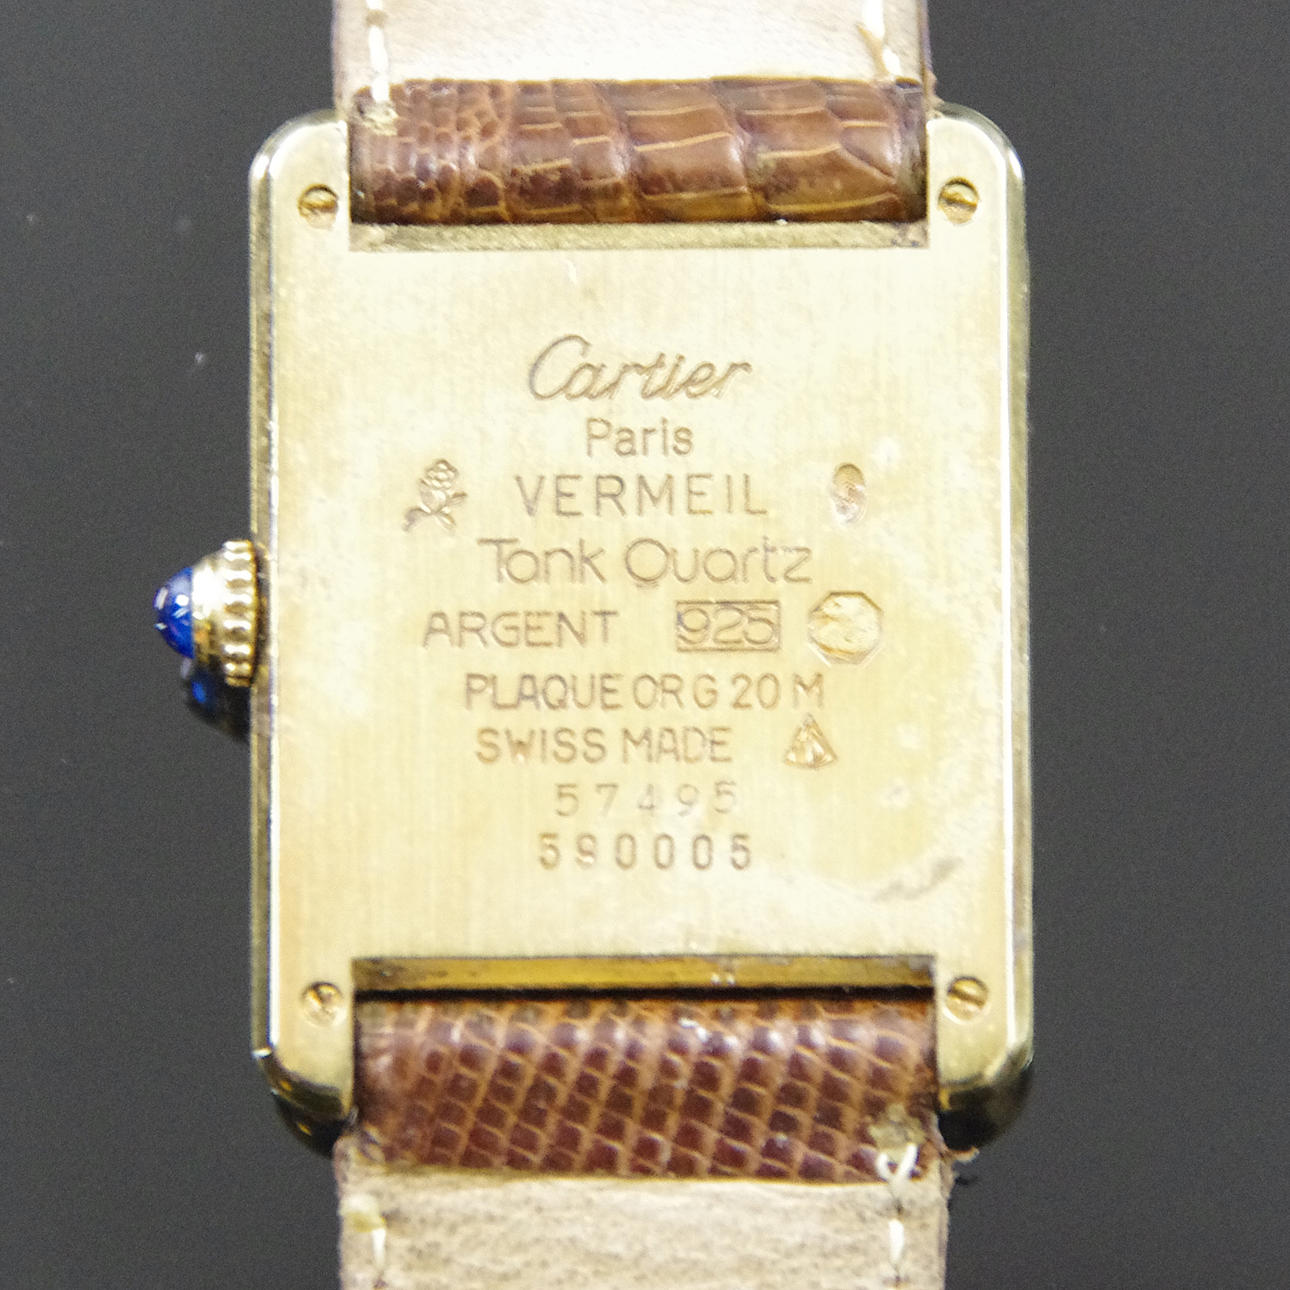 Cartier
Paris
VERMEIL
Tank Quartz
ARGENT 925
PLAQUE OR G 20 M
SWISS MADE
57495
590005